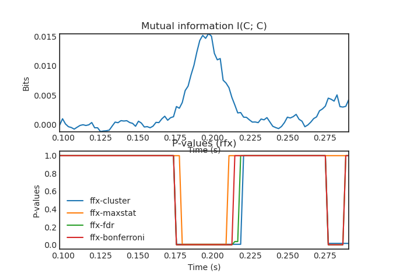 Mutual information I(C; C)
0.015
0.010
0.005
0.000
Bits
0.100 0.125 0.150 0.175 0.200 0.225 0.250 0.275
Time (s)
P-values (rfx)
1.0
0.8
0.6
0.4
0.2
0.0
P-values
ffx-cluster
ffx-maxstat
ffx-fdr
ffx-bonferroni
0.100 0.125 0.150 0.175 0.200 0.225 0.250 0.275
Time (s)